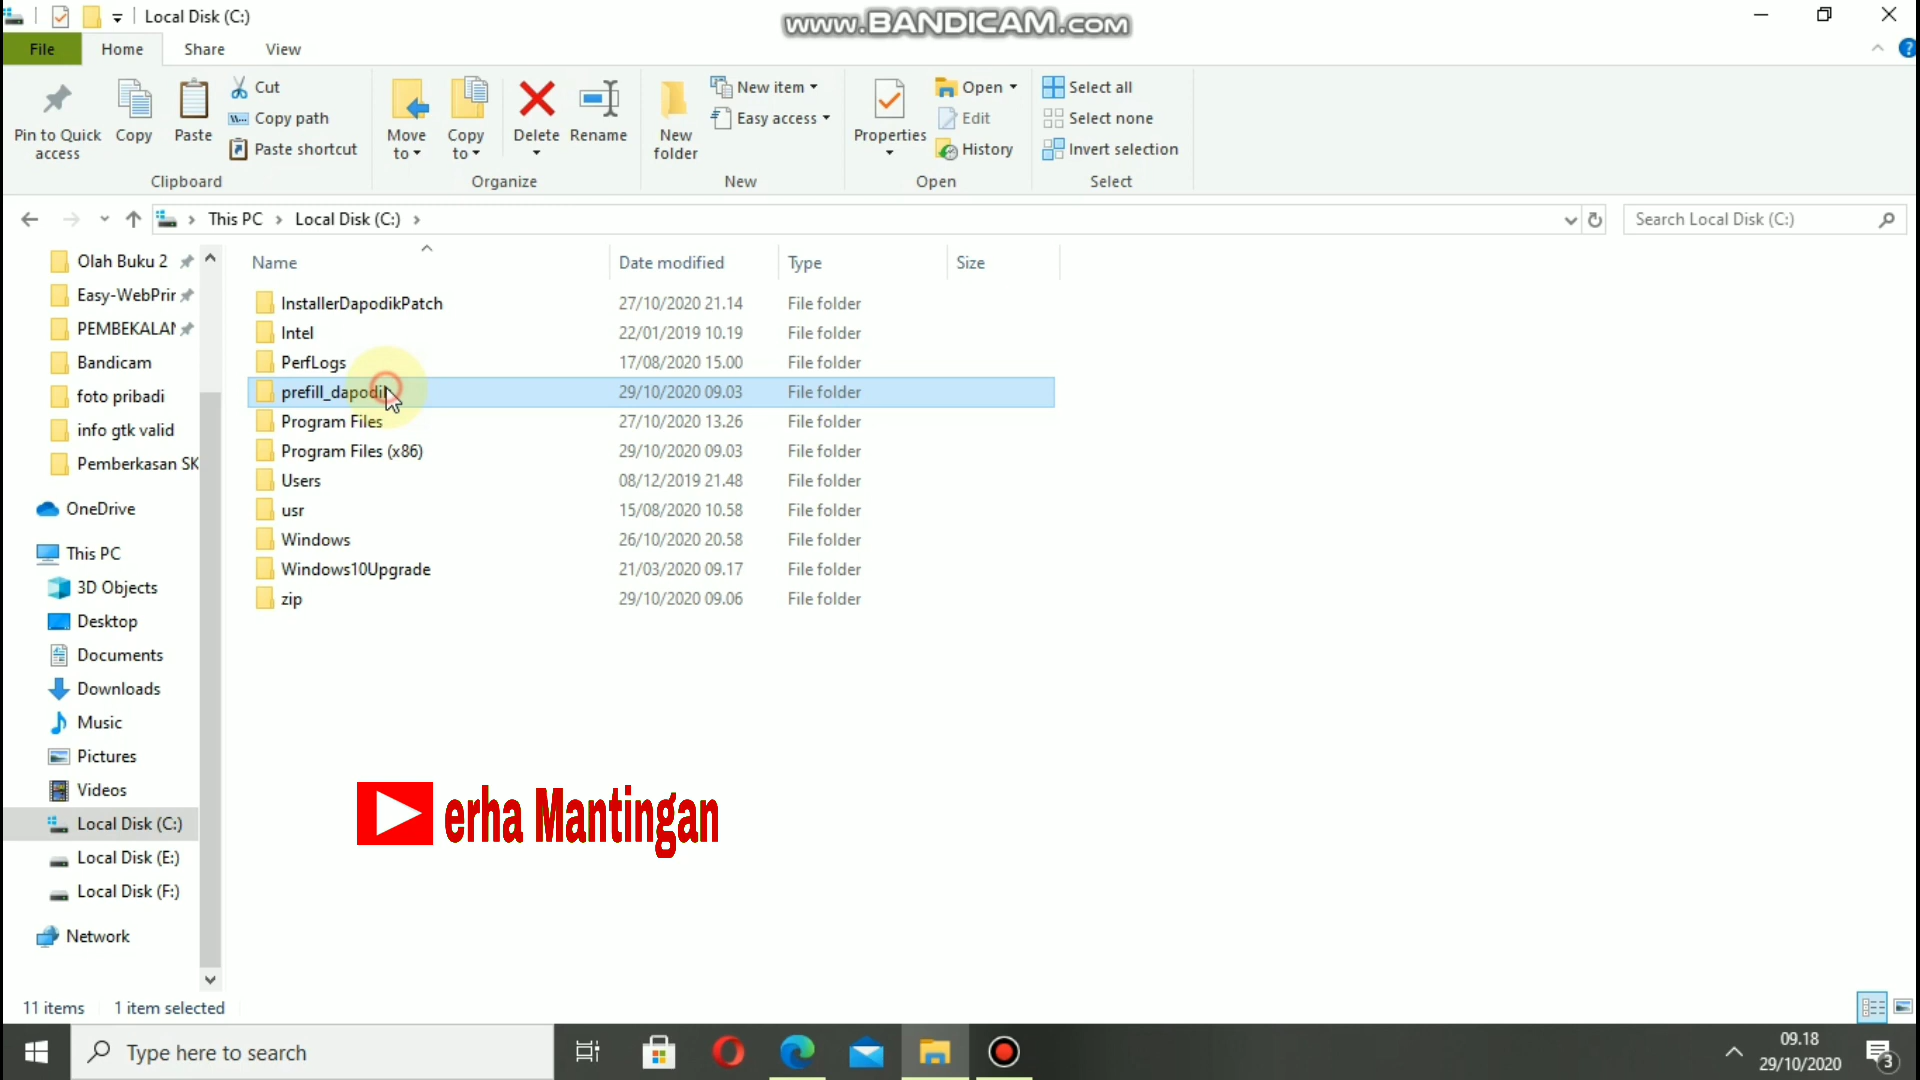 Local Disk (C:)
www.BANDICAM.com
File
Home
Share
View
Pin to Quick access
Copy
Paste
Cut
Copy path
Paste shortcut
Clipboard
Move to
Copy to
Delete
Rename
Organize
New folder
New item
Easy access
New
Properties
Open
Edit
History
Open
Select all
Select none
Invert selection
Select
This PC
Local Disk (C:)
Search Local Disk (C:)
Olah Buku 2
Easy-WebPrir
PEMBEKALAN
Bandicam
foto pribadi
info gtk valid
Pemberkasan SK
OneDrive
This PC
3D Objects
Desktop
Documents
Downloads
Music
Pictures
Videos
Local Disk (C:)
Local Disk (E:)
Local Disk (F:)
Network
Name Date modified Type Size
InstallerDapodikPatch 27/10/2020 21.14 File folder
Intel 22/01/2019 10.19 File folder
PerfLogs 17/08/2020 15.00 File folder
prefill_dapodik 29/10/2020 09.03 File folder
Program Files 27/10/2020 13.26 File folder
Program Files (x86) 29/10/2020 09.03 File folder
Users 08/12/2019 21.48 File folder
usr 15/08/2020 10.58 File folder
Windows 26/10/2020 20.58 File folder
Windows10Upgrade 21/03/2020 09.17 File folder
zip 29/10/2020 09.06 File folder
erha Mantingan
11 items 1 item selected
Type here to search
09.18
29/10/2020
3